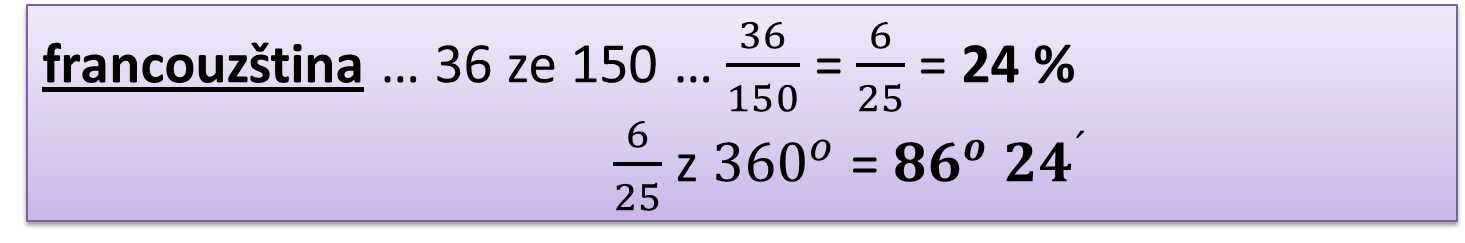 francouzština ... 36 ze 150 ... 36/150 = 6/25 = 24 %
6/25 z 360° = 86° 24′